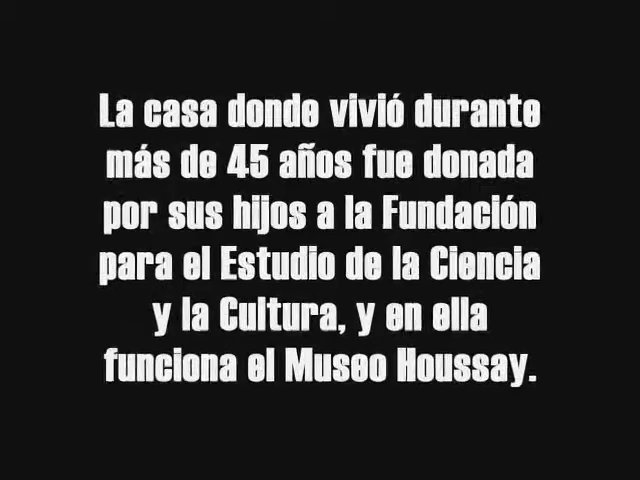 La casa donde vivió durante
más de 45 años fue donada
por sus hijos a la Fundación
para el Estudio de la Ciencia
y la Cultura, y en ella
funciona el Museo Houssay.